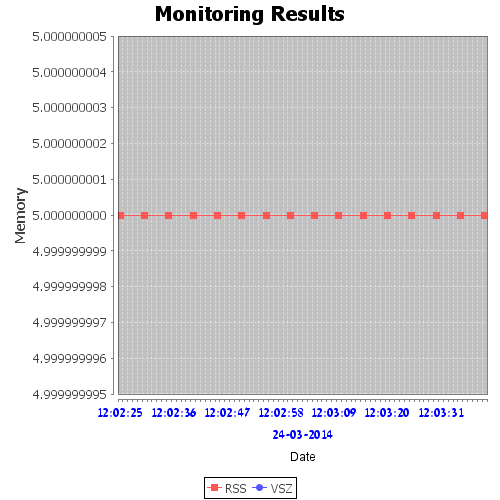 Monitoring Results
5.000000005
5.000000004
5.000000003
5.000000002
5.000000001
5.000000000
4.999999999
4.999999998
4.999999997
4.999999996
4.999999995
Memory
12:02:25 12:02:36 12:02:47 12:02:58 12:03:09 12:03:20 12:03:31
24-03-2014
Date
RSS VSZ